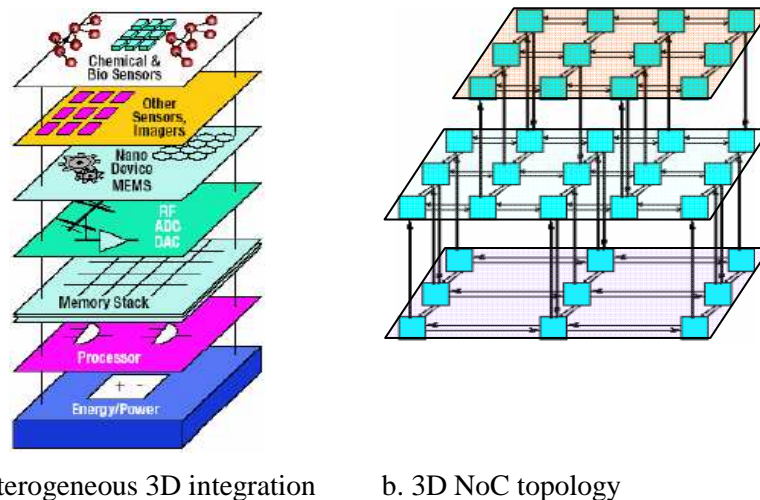 Chemical &
Bio Sensors
Other
Sensors,
Imagers
Nano
Device
MEMS
RF
ADC
DAC
Memory Stack
Processor
+ -
Energy/Power
terogeneous 3D integration b. 3D NoC topology